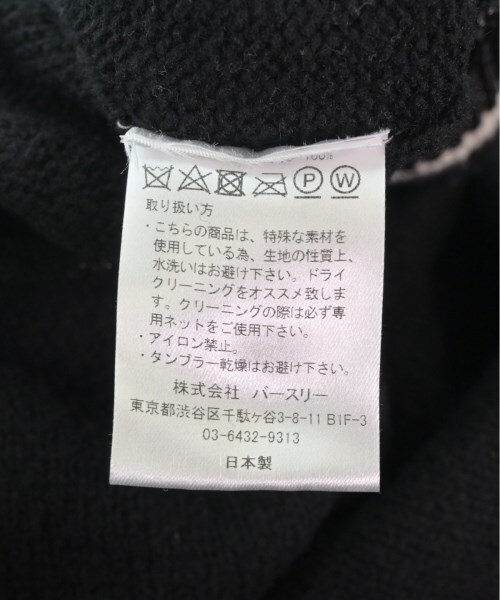 100%
P W
取り扱い方
・こちらの商品は、特殊な素材を
使用している為、生地の性質上、
水洗いはお避け下さい。ドライ
クリーニングをオススメ致しま
す。クリーニングの際は必ず専
用ネットをご使用下さい。
・アイロン禁止。
・タンブラー乾燥はお避け下さい。
株式会社 バースリー
東京都渋谷区千駄ヶ谷3-8-11 B1F-3
03-6432-9313
日本製